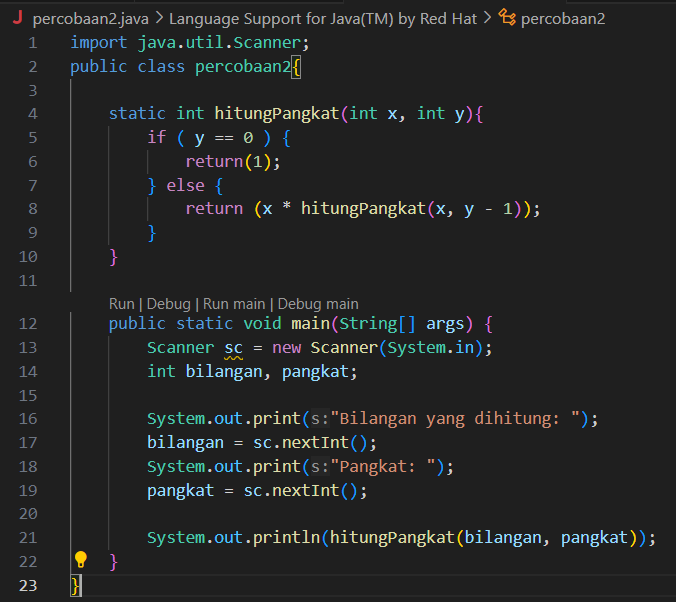 J percobaan2.java > Language Support for Java(TM) by Red Hat > percobaan2
1 import java.util.Scanner;
2 public class percobaan2{
3
4 static int hitungPangkat(int x, int y){
5 if ( y == 0 ) {
6 return(1);
7 } else {
8 return (x * hitungPangkat(x, y - 1));
9 }
10 }
11
Run | Debug | Run main | Debug main
12 public static void main(String[] args) {
13 Scanner sc = new Scanner(System.in);
14 int bilangan, pangkat;
15
16 System.out.print(s:"Bilangan yang dihitung: ");
17 bilangan = sc.nextInt();
18 System.out.print(s:"Pangkat: ");
19 pangkat = sc.nextInt();
20
21 System.out.println(hitungPangkat(bilangan, pangkat));
22 }
23 }